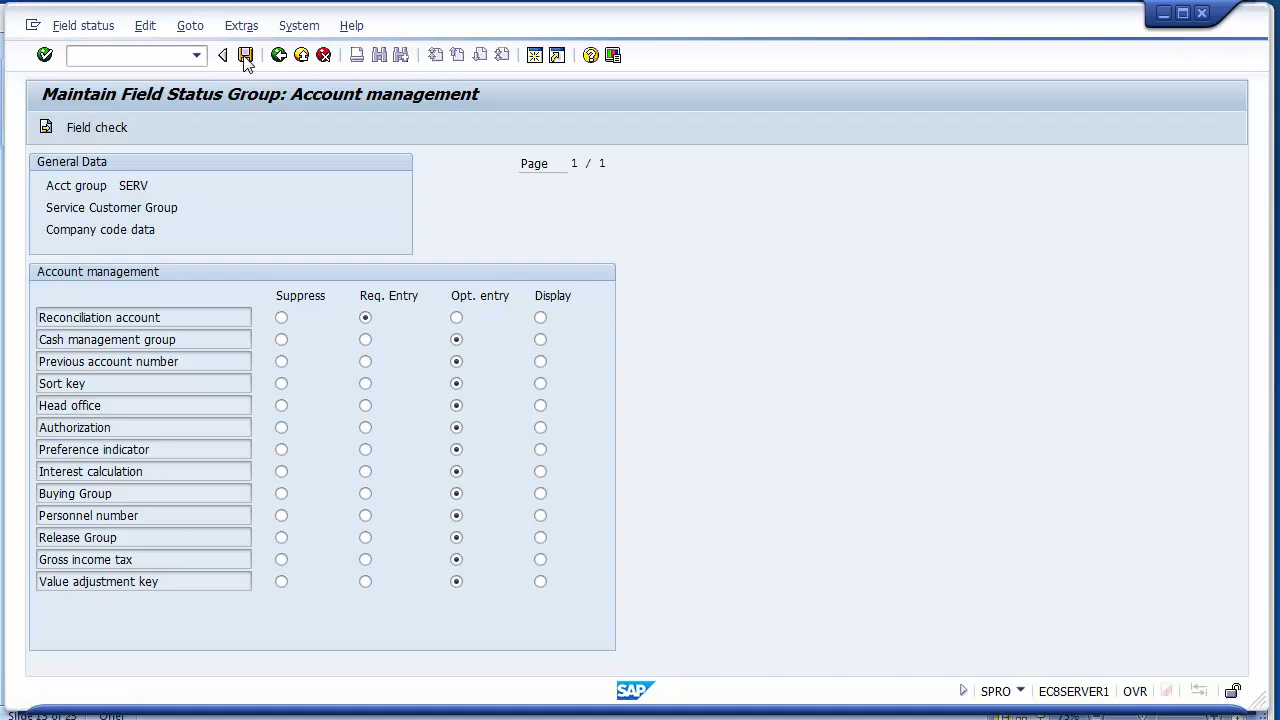 Field status Edit Goto Extras System Help
Maintain Field Status Group: Account management
Field check
General Data
Page 1 / 1
Acct group SERV
Service Customer Group
Company code data
Account management
Suppress Req. Entry Opt. entry Display
Reconciliation account
Cash management group
Previous account number
Sort key
Head office
Authorization
Preference indicator
Interest calculation
Buying Group
Personnel number
Release Group
Gross income tax
Value adjustment key
SAP
SPRO ECBSERVER1 OVR